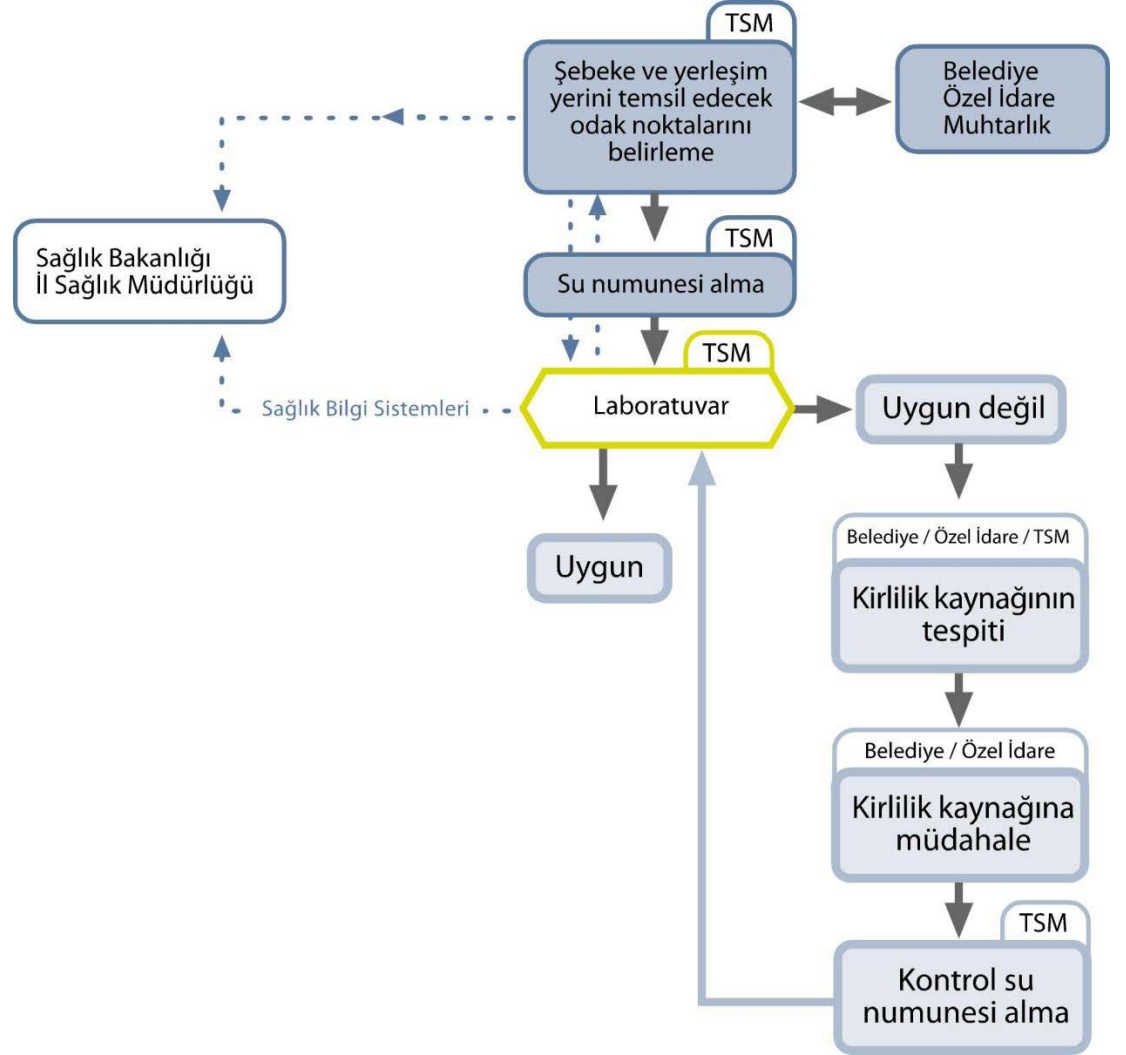 TSM
Şebeke ve yerleşim
yerini temsil edecek
odak noktalarını
belirleme
Belediye
Özel İdare
Muhtarlık
Sağlık Bakanlığı
İl Sağlık Müdürlüğü
TSM
Su numunesi alma
TSM
Laboratuvar
Sağlık Bilgi Sistemleri
Uygun değil
Uygun
Belediye / Özel İdare / TSM
Kirlilik kaynağının
tespiti
Belediye / Özel İdare
Kirlilik kaynağına
müdahale
TSM
Kontrol su
numunesi alma